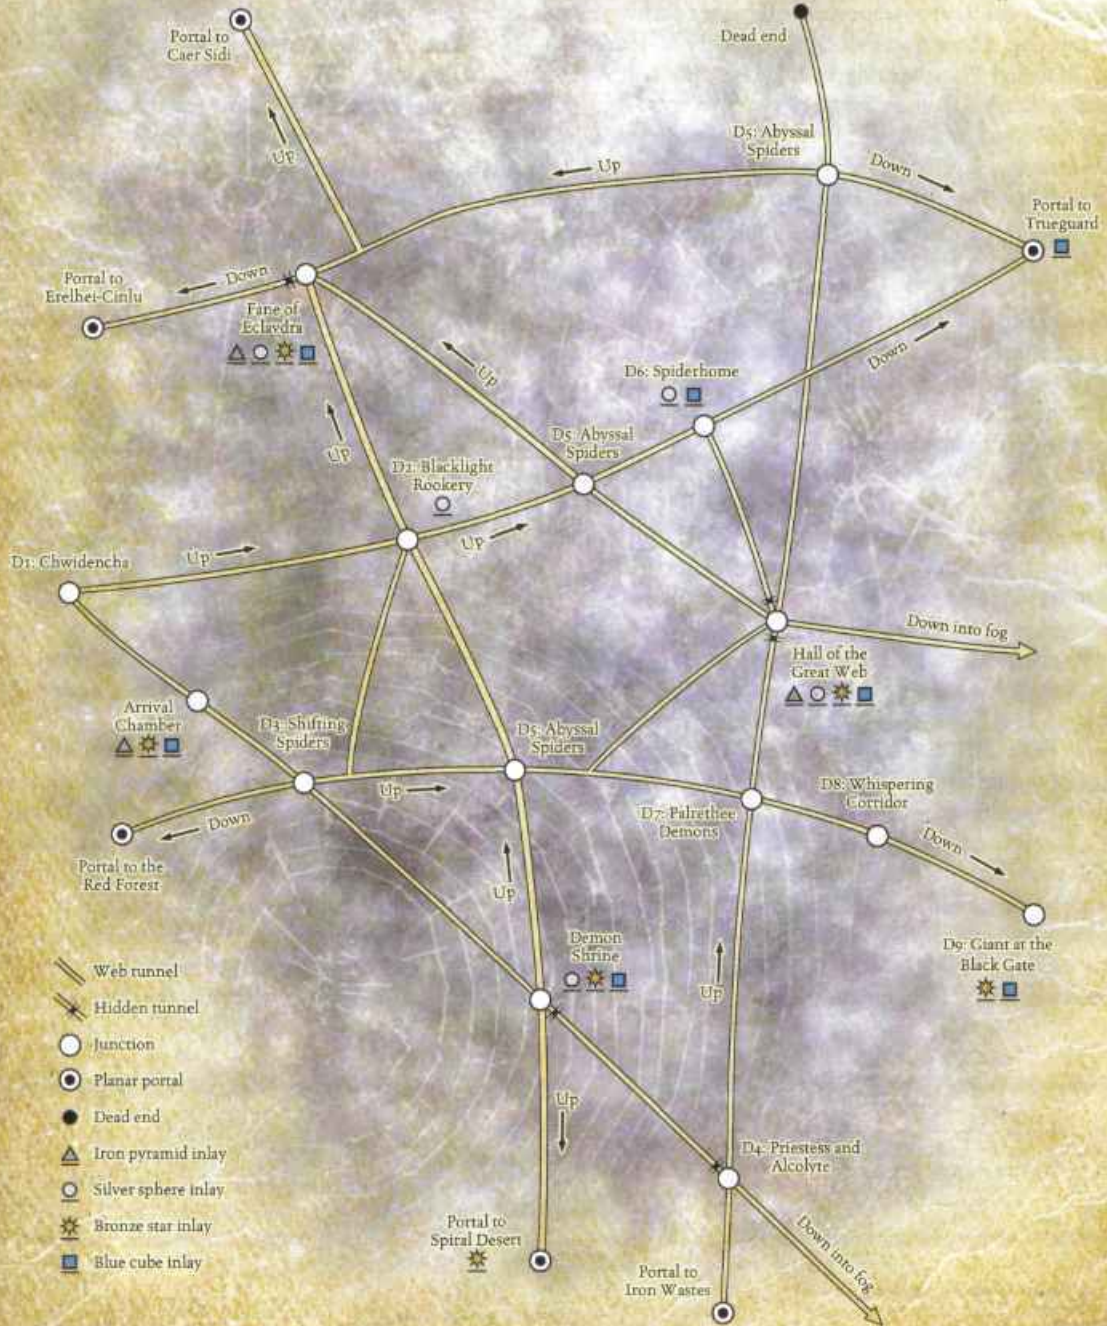 Portal to
Caer Sidi
Dead end
Up
D5: Abyssal
Spiders
Up
Down
Portal to
Trueguard
Portal to
Erelhei-Cinlu
Down
Fane of
Eclavdra
Up
Down
D6: Spiderhome
Up
D5: Abyssal
Spiders
D2: Blacklight
Rookery
Up
D1: Chwidencha
Up
Down into fog
Hall of the
Great Web
Arrival
Chamber
D3: Shifting
Spiders
D5: Abyssal
Spiders
Up
Down
D7: Palrethee
Demons
D8: Whispering
Corridor
Down
Portal to the
Red Forest
Up
Demon
Shrine
Up
D9: Giant at the
Black Gate
Web tunnel
Hidden tunnel
Junction
Planar portal
Dead end
Iron pyramid inlay
Silver sphere inlay
Bronze star inlay
Blue cube inlay
Up
D4: Priestess and
Alcolyte
Portal to
Spiral Desert
Down into fog
Portal to
Iron Wastes